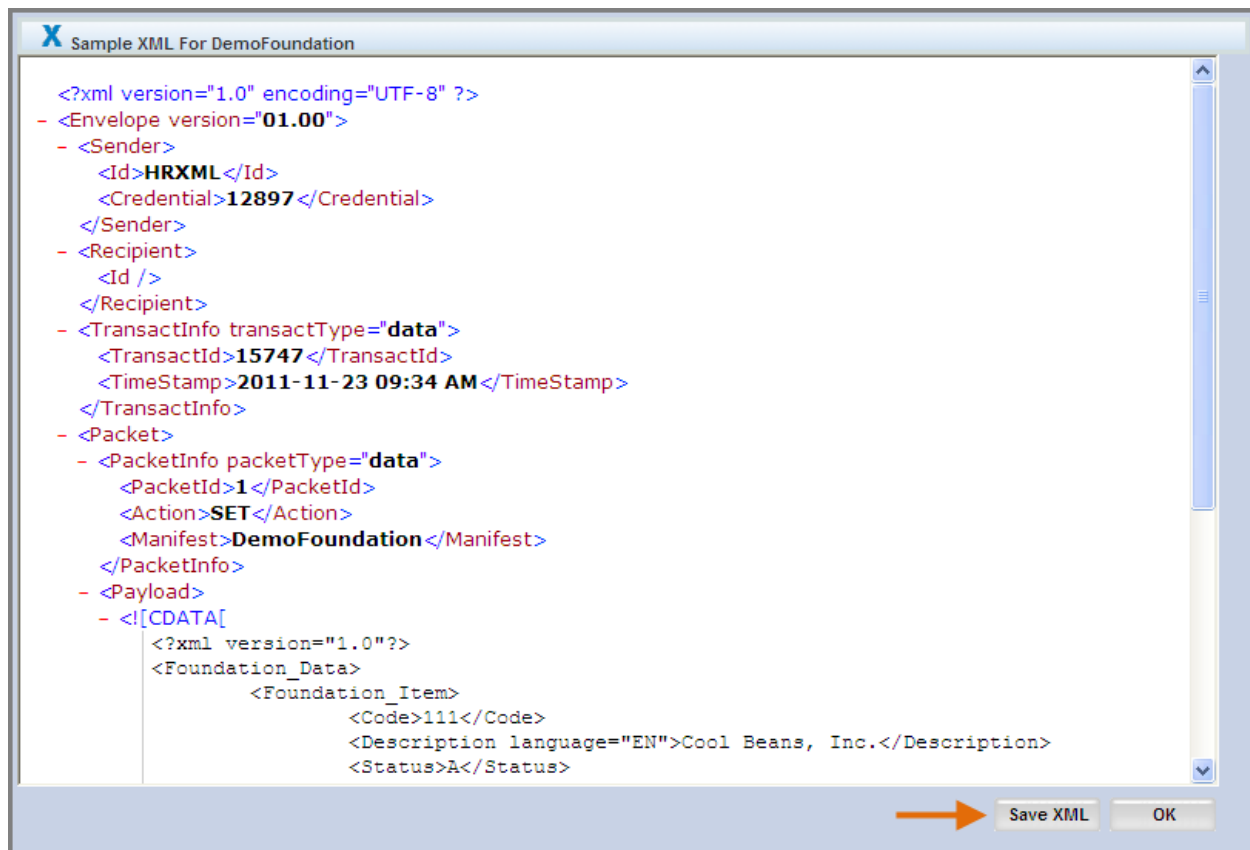 X Sample XML For DemoFoundation
<?xml version="1.0" encoding="UTF-8" ?>
- <Envelope version="01.00">
- <Sender>
<Id>HRXML</Id>
<Credential>12897</Credential>
</Sender>
- <Recipient>
<Id />
</Recipient>
- <TransactInfo transactType="data">
<TransactId>15747</TransactId>
<TimeStamp>2011-11-23 09:34 AM</TimeStamp>
</TransactInfo>
- <Packet>
- <PacketInfo packetType="data">
<PacketId>1</PacketId>
<Action>SET</Action>
<Manifest>DemoFoundation</Manifest>
</PacketInfo>
- <Payload>
- <![CDATA[
<?xml version="1.0"?>
<Foundation_Data>
<Foundation_Item>
<Code>111</Code>
<Description language="EN">Cool Beans, Inc.</Description>
<Status>A</Status>
Save XML OK